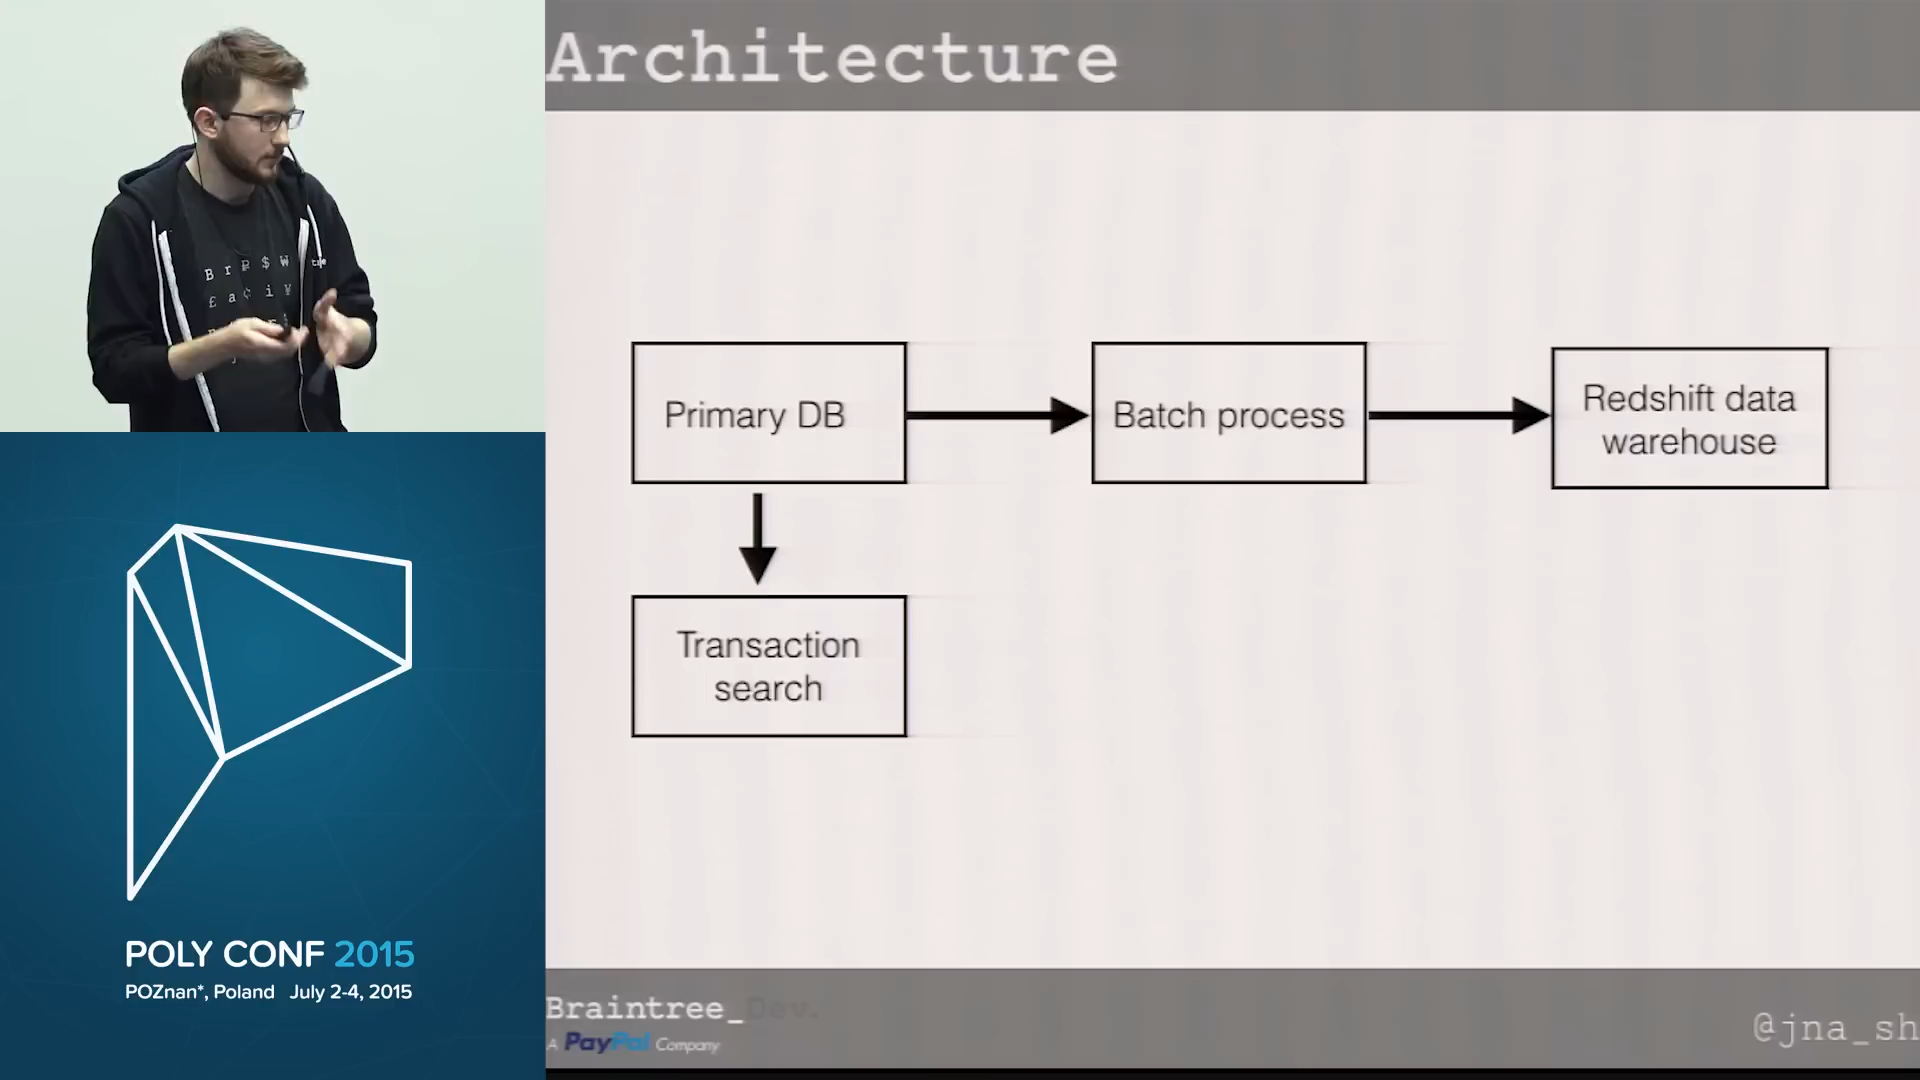 Architecture
Primary DB
Batch process
Redshift data
warehouse
Transaction
search
POLY CONF 2015
POZnan*, Poland July 2-4, 2015
Braintree_Dev.
A PayPal Company
@jna_sh